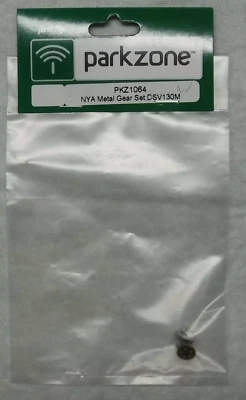 parkzone
PKZ1064
NYA Metal Gear Set:DSV130M